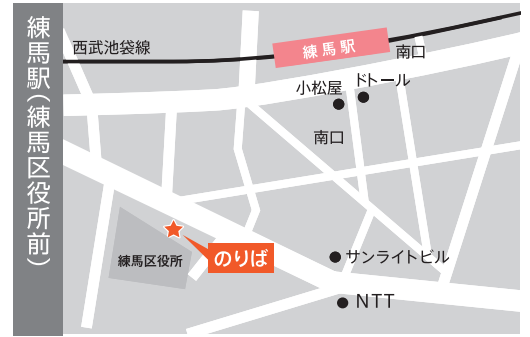 練馬駅（練馬区役所前）
西武池袋線
練馬駅
南口
小松屋
ドトール
南口
練馬区役所
のりば
サンライトビル
NTT